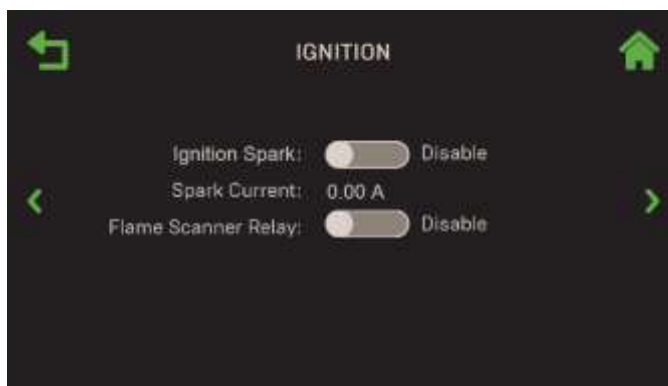 IGNITION
Ignition Spark: Disable
Spark Current: 0.00 A
Flame Scanner Relay: Disable